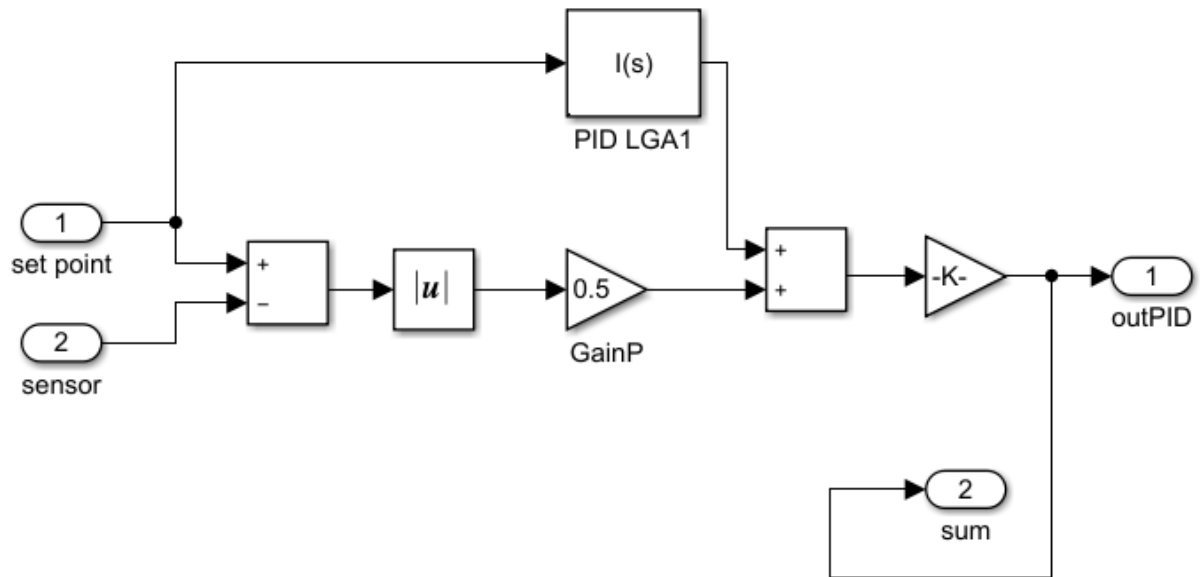 I(s)
PID LGA1
1
set point
+
−
|u|
0.5
GainP
+
+
-K-
1
outPID
2
sensor
2
sum